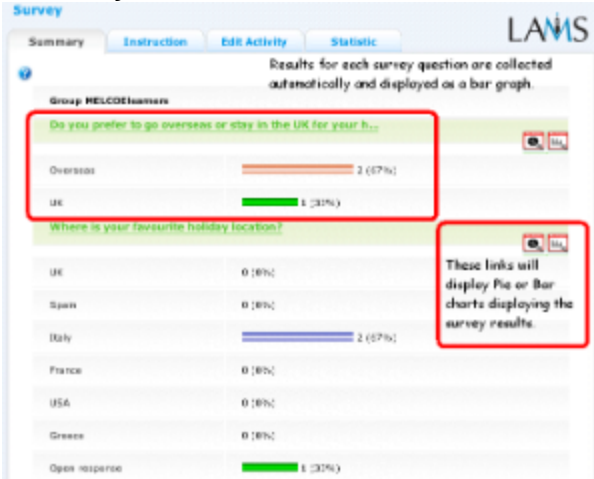 Survey
LAMS
Summary Instruction Edit Activity Statistic
Results for each survey question are collected
automatically and displayed as a bar graph.
Group MELCOElearners
Do you prefer to go overseas or stay in the UK for your h...
Overseas 2 (67%)
UK 1 (33%)
Where is your favourite holiday location?
These links will
display Pie or Bar
charts displaying the
survey results.
UK 0 (0%)
Spain 0 (0%)
Italy 2 (67%)
France 0 (0%)
USA 0 (0%)
Greece 0 (0%)
Open response 1 (33%)